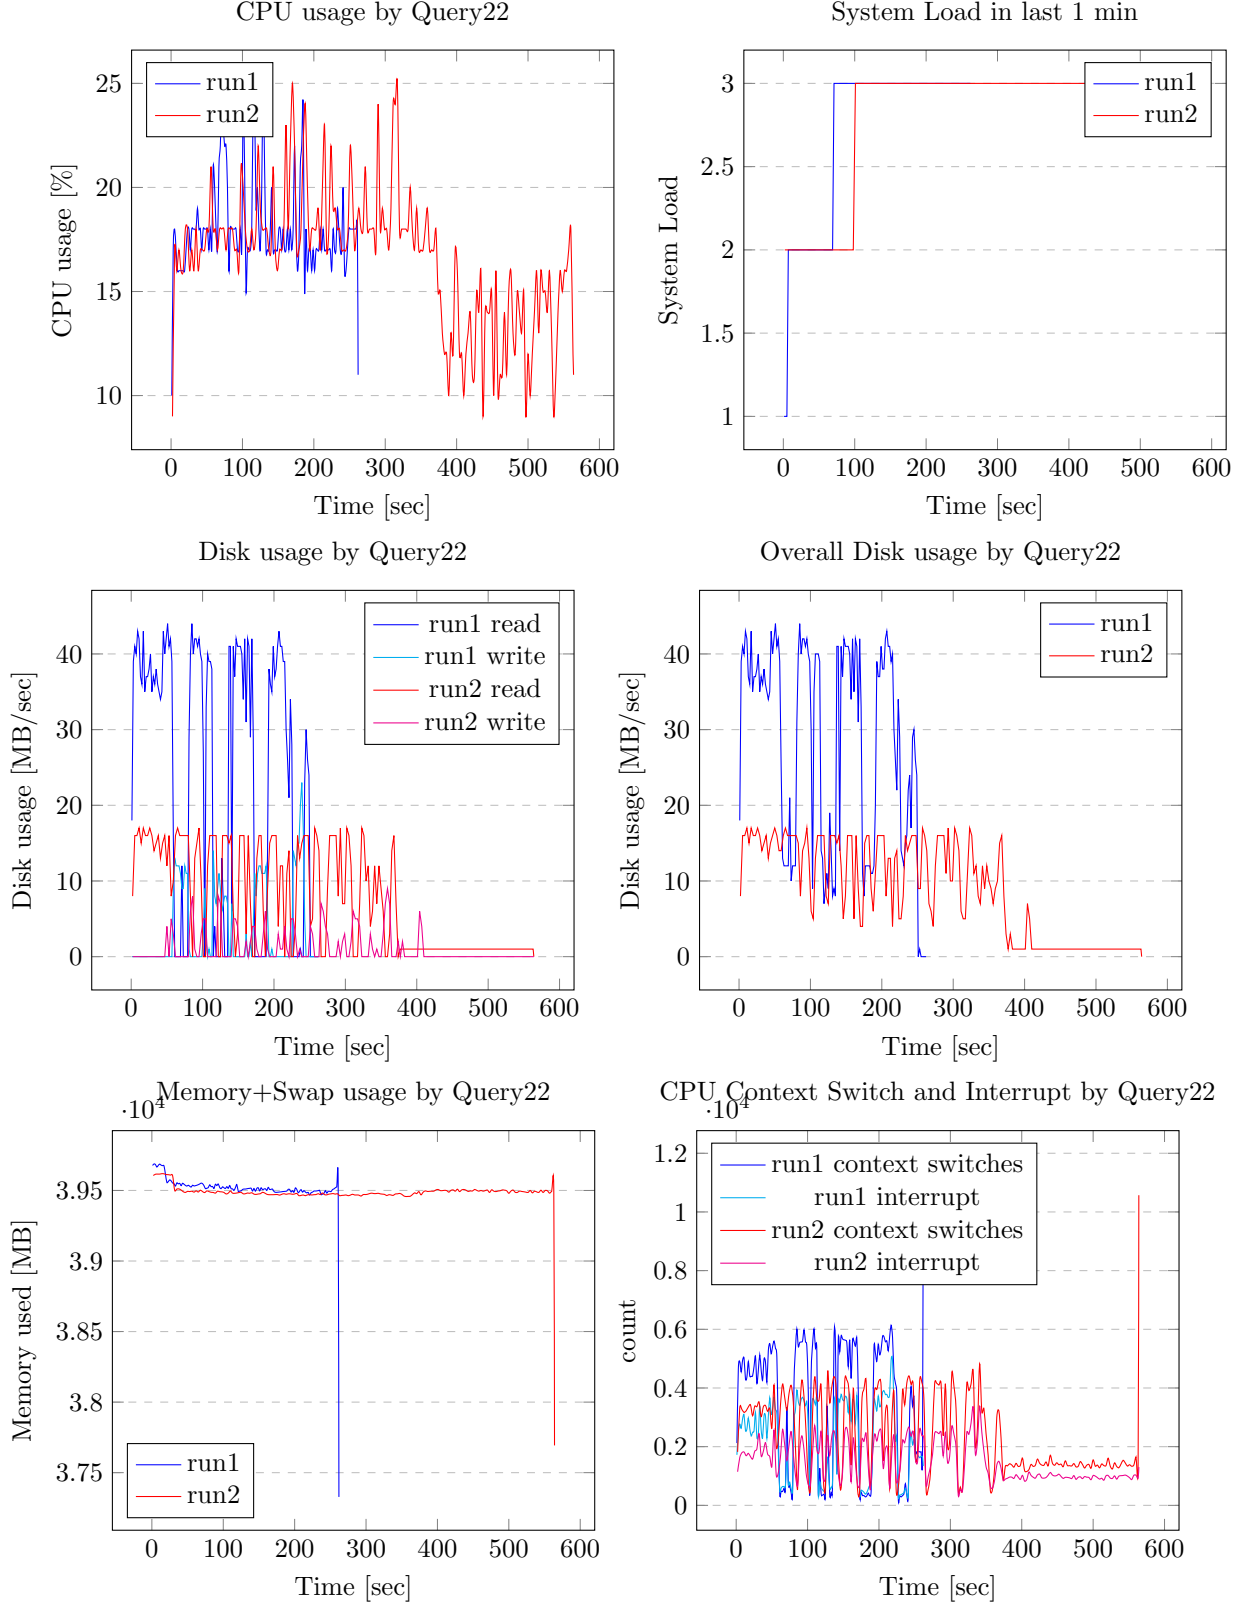 CPU usage by Query22
25
20
15
10
CPU usage [%]
run1
run2
0 100 200 300 400 500 600
Time [sec]
System Load in last 1 min
3
2.5
2
1.5
1
System Load
run1
run2
0 100 200 300 400 500 600
Time [sec]
Disk usage by Query22
40
30
20
10
0
Disk usage [MB/sec]
run1 read
run1 write
run2 read
run2 write
0 100 200 300 400 500 600
Time [sec]
Overall Disk usage by Query22
40
30
20
10
0
Disk usage [MB/sec]
run1
run2
0 100 200 300 400 500 600
Time [sec]
Memory+Swap usage by Query22
·10⁴
3.95
3.9
3.85
3.8
3.75
Memory used [MB]
run1
run2
0 100 200 300 400 500 600
Time [sec]
CPU Context Switch and Interrupt by Query22
·10⁴
1.2
1
0.8
0.6
0.4
0.2
0
count
run1 context switches
run1 interrupt
run2 context switches
run2 interrupt
0 100 200 300 400 500 600
Time [sec]